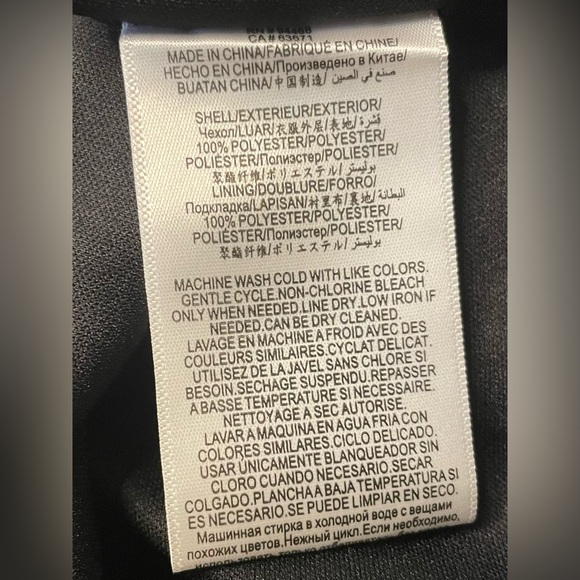 CA# 63671
MADE IN CHINA/FABRIQUÉ EN CHINE/
HECHO EN CHINA/Произведено в Китае/
BUATAN CHINA/中国制造/ صنع في الصين
SHELL/EXTERIEUR/EXTERIOR/
Чехол/LUAR/衣服外层/表地/قشرة
100% POLYESTER/POLYESTER/
POLIÉSTER/Полиэстер/POLIESTER/
聚酯纤维/ポリエステル/ بوليستر
LINING/DOUBLURE/FORRO/
Подкладка/LAPISAN/衬里布/裏地/البطانة
100% POLYESTER/POLYESTER/
POLIÉSTER/Полиэстер/POLIESTER/
聚酯纤维/ポリエステル/ بوليستر
MACHINE WASH COLD WITH LIKE COLORS.
GENTLE CYCLE.NON-CHLORINE BLEACH
ONLY WHEN NEEDED.LINE DRY.LOW IRON IF
NEEDED.CAN BE DRY CLEANED.
LAVAGE EN MACHINE A FROID AVEC DES
COULEURS SIMILAIRES.CYCLAT DELICAT.
UTILISEZ DE LA JAVEL SANS CHLORE SI
BESOIN.SECHAGE SUSPENDU.REPASSER
A BASSE TEMPERATURE SI NECESSAIRE.
NETTOYAGE A SEC AUTORISE.
LAVAR A MAQUINA EN AGUA FRIA CON
COLORES SIMILARES.CICLO DELICADO.
USAR ÚNICAMENTE BLANQUEADOR SIN
CLORO CUANDO NECESARIO.SECAR
COLGADO.PLANCHA A BAJA TEMPERATURA SI
ES NECESARIO.SE PUEDE LIMPIAR EN SECO.
Машинная стирка в холодной воде с вещами
похожих цветов.Нежный цикл.Если необходимо,